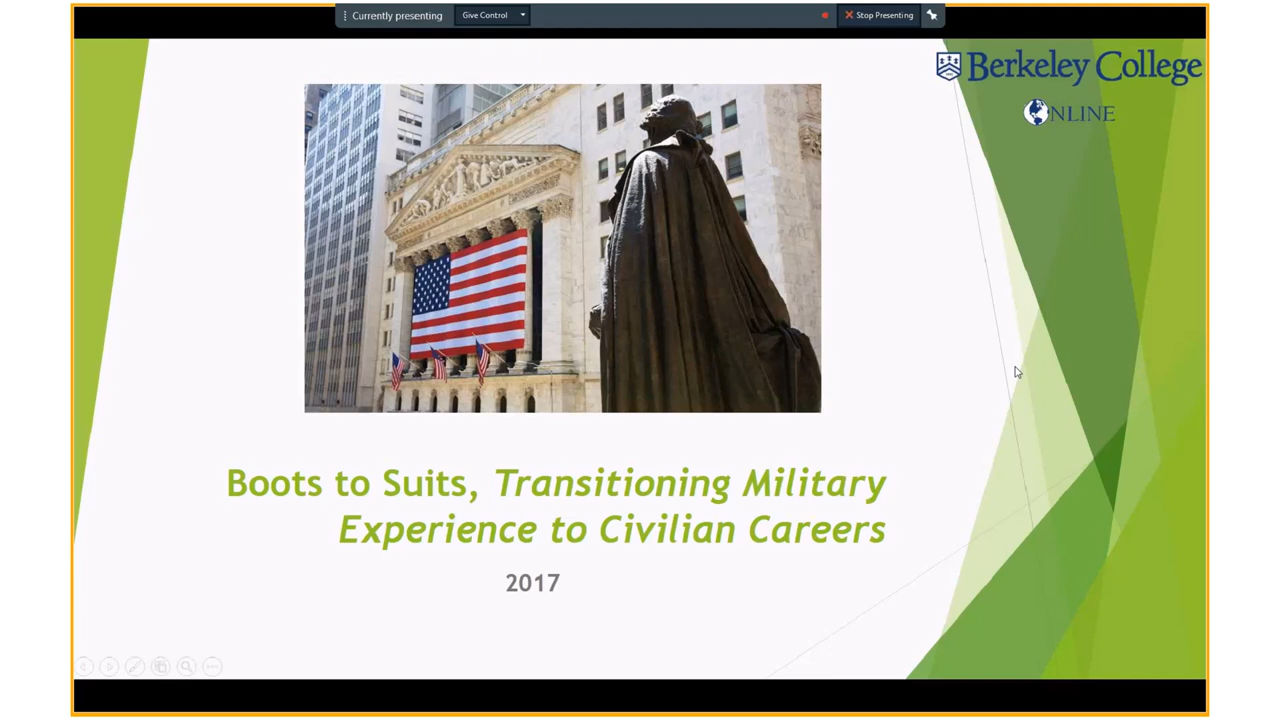 Currently presenting
Give Control
Stop Presenting
Berkeley College
ONLINE
Boots to Suits, Transitioning Military
Experience to Civilian Careers
2017